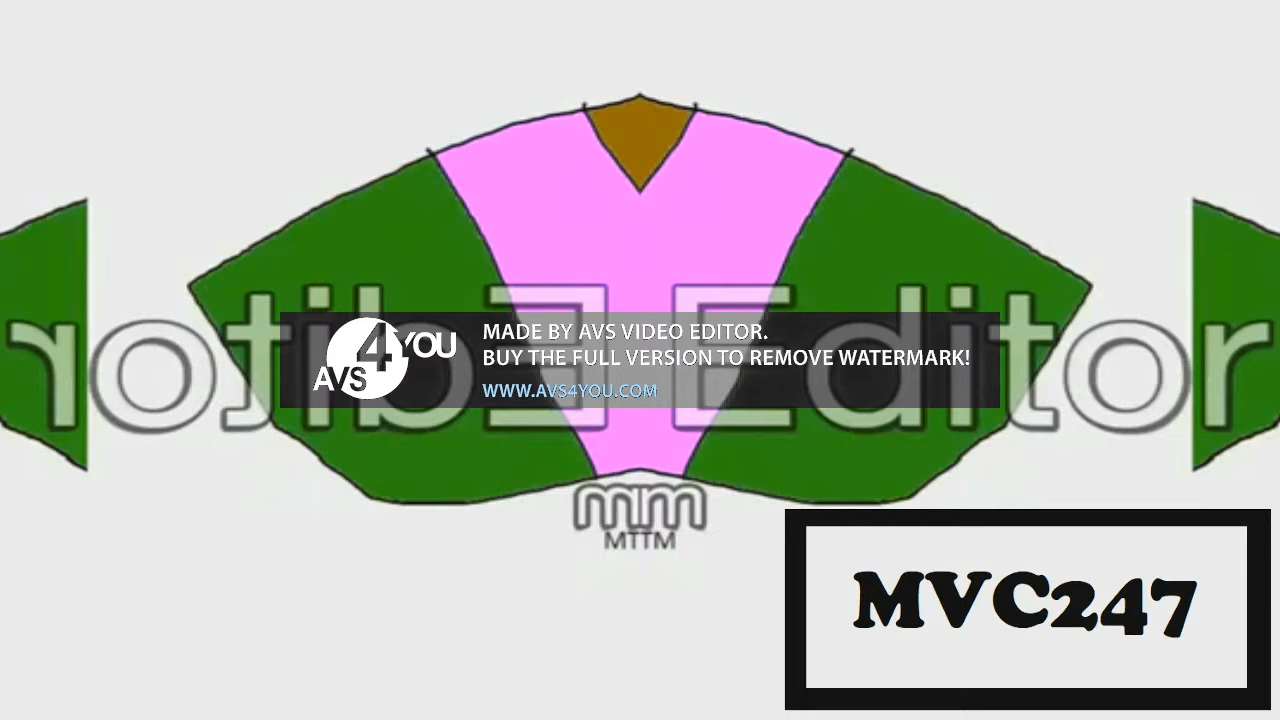 Editor Editor
AVS4YOU
MADE BY AVS VIDEO EDITOR.
BUY THE FULL VERSION TO REMOVE WATERMARK!
WWW.AVS4YOU.COM
MTTM
MVC247